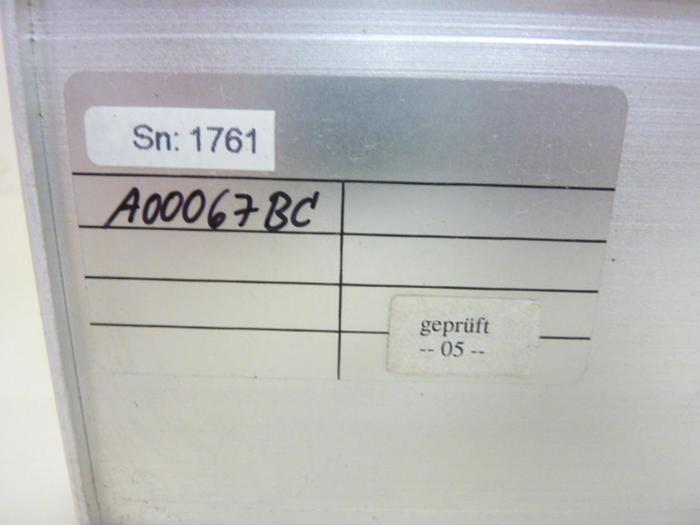 Sn: 1761
A00067BC
geprüft
-- 05 --